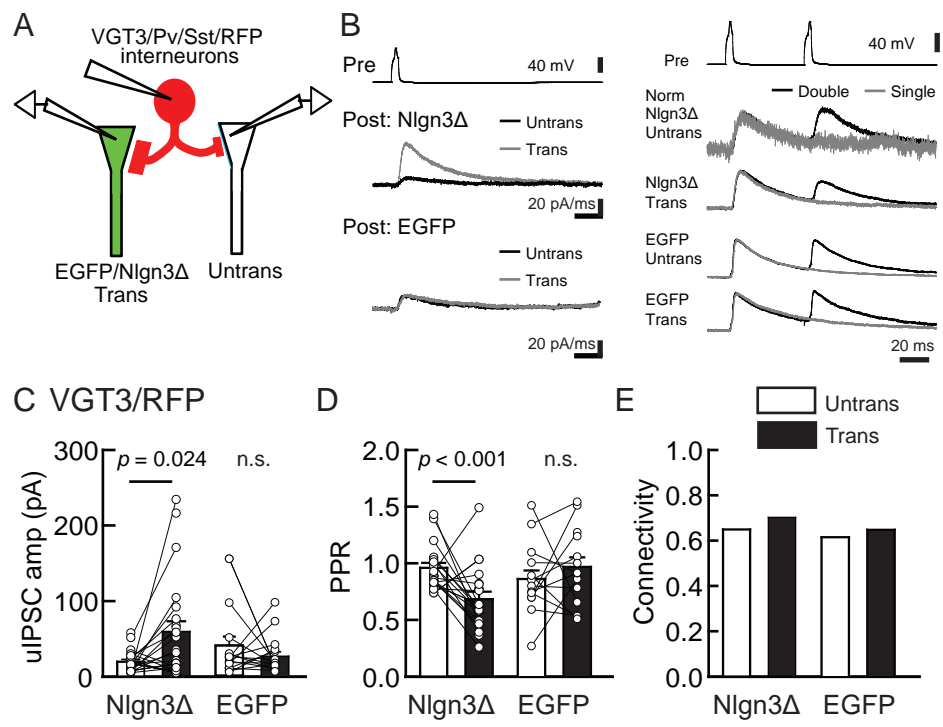 A
VGT3/Pv/Sst/RFP
interneurons
EGFP/Nlgn3Δ
Trans
Untrans
B
Pre
40 mV
Post: Nlgn3Δ
Untrans
Trans
20 pA/ms
Post: EGFP
Untrans
Trans
20 pA/ms
Pre
40 mV
Double
Single
Norm
Nlgn3Δ
Untrans
Nlgn3Δ
Trans
EGFP
Untrans
EGFP
Trans
20 ms
C VGT3/RFP
uIPSC amp (pA)
300
200
100
0
p = 0.024
n.s.
Nlgn3Δ
EGFP
D
PPR
2.0
1.5
1.0
0.5
0.0
p < 0.001
n.s.
Nlgn3Δ
EGFP
E
Untrans
Trans
Connectivity
1.0
0.8
0.6
0.4
0.2
0.0
Nlgn3Δ
EGFP